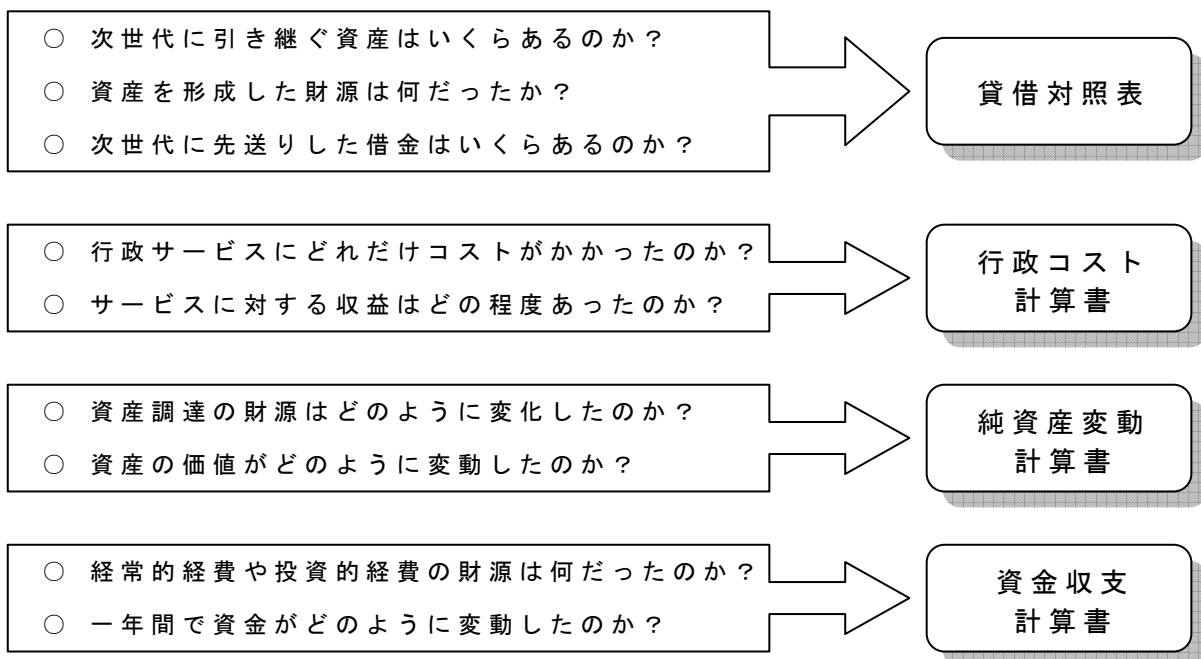 ○ 次世代に引き継ぐ資産はいくらあるのか？
○ 資産を形成した財源は何だったか？
○ 次世代に先送りした借金はいくらあるのか？
貸借対照表
○ 行政サービスにどれだけコストがかかったのか？
○ サービスに対する収益はどの程度あったのか？
行政コスト
計算書
○ 資産調達の財源はどのように変化したのか？
○ 資産の価値がどのように変動したのか？
純資産変動
計算書
○ 経常的経費や投資的経費の財源は何だったのか？
○ 一年間で資金がどのように変動したのか？
資金収支
計算書